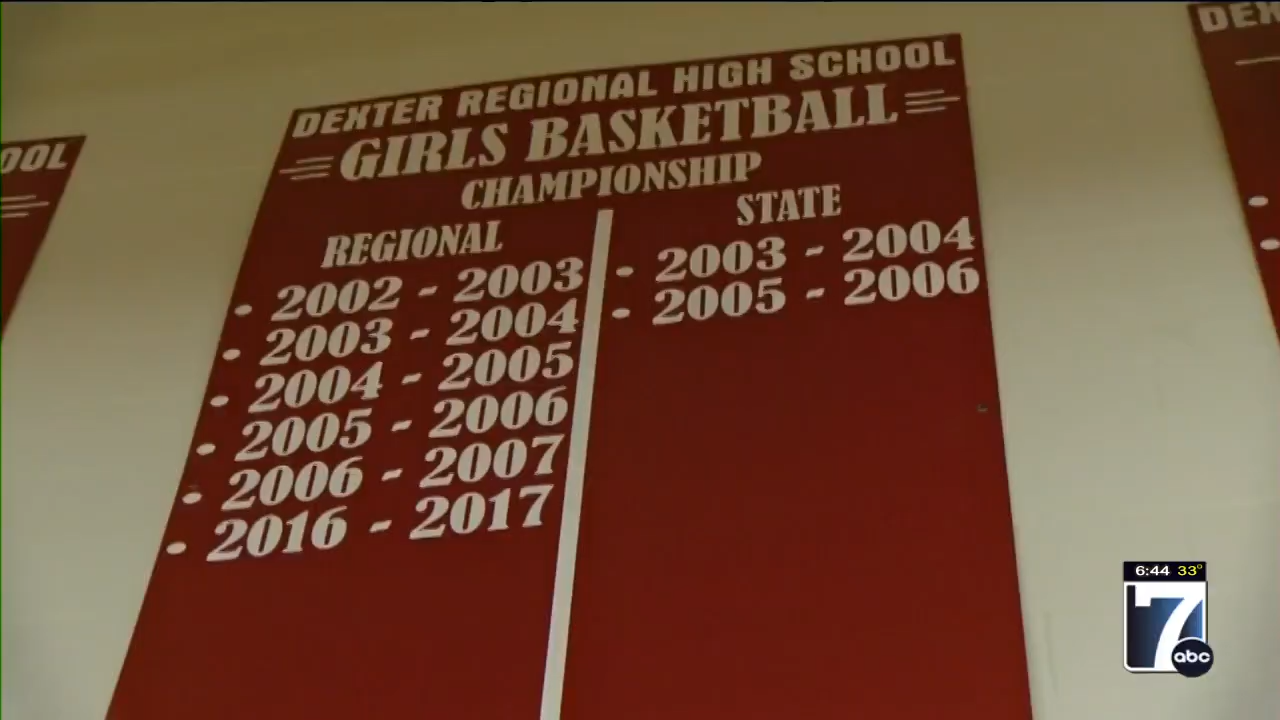 DEXTER REGIONAL HIGH SCHOOL
GIRLS BASKETBALL
CHAMPIONSHIP
REGIONAL
• 2002 - 2003
• 2003 - 2004
• 2004 - 2005
• 2005 - 2006
• 2006 - 2007
• 2016 - 2017
STATE
• 2003 - 2004
• 2005 - 2006
OOL
DEX
6:44 33°
7
abc